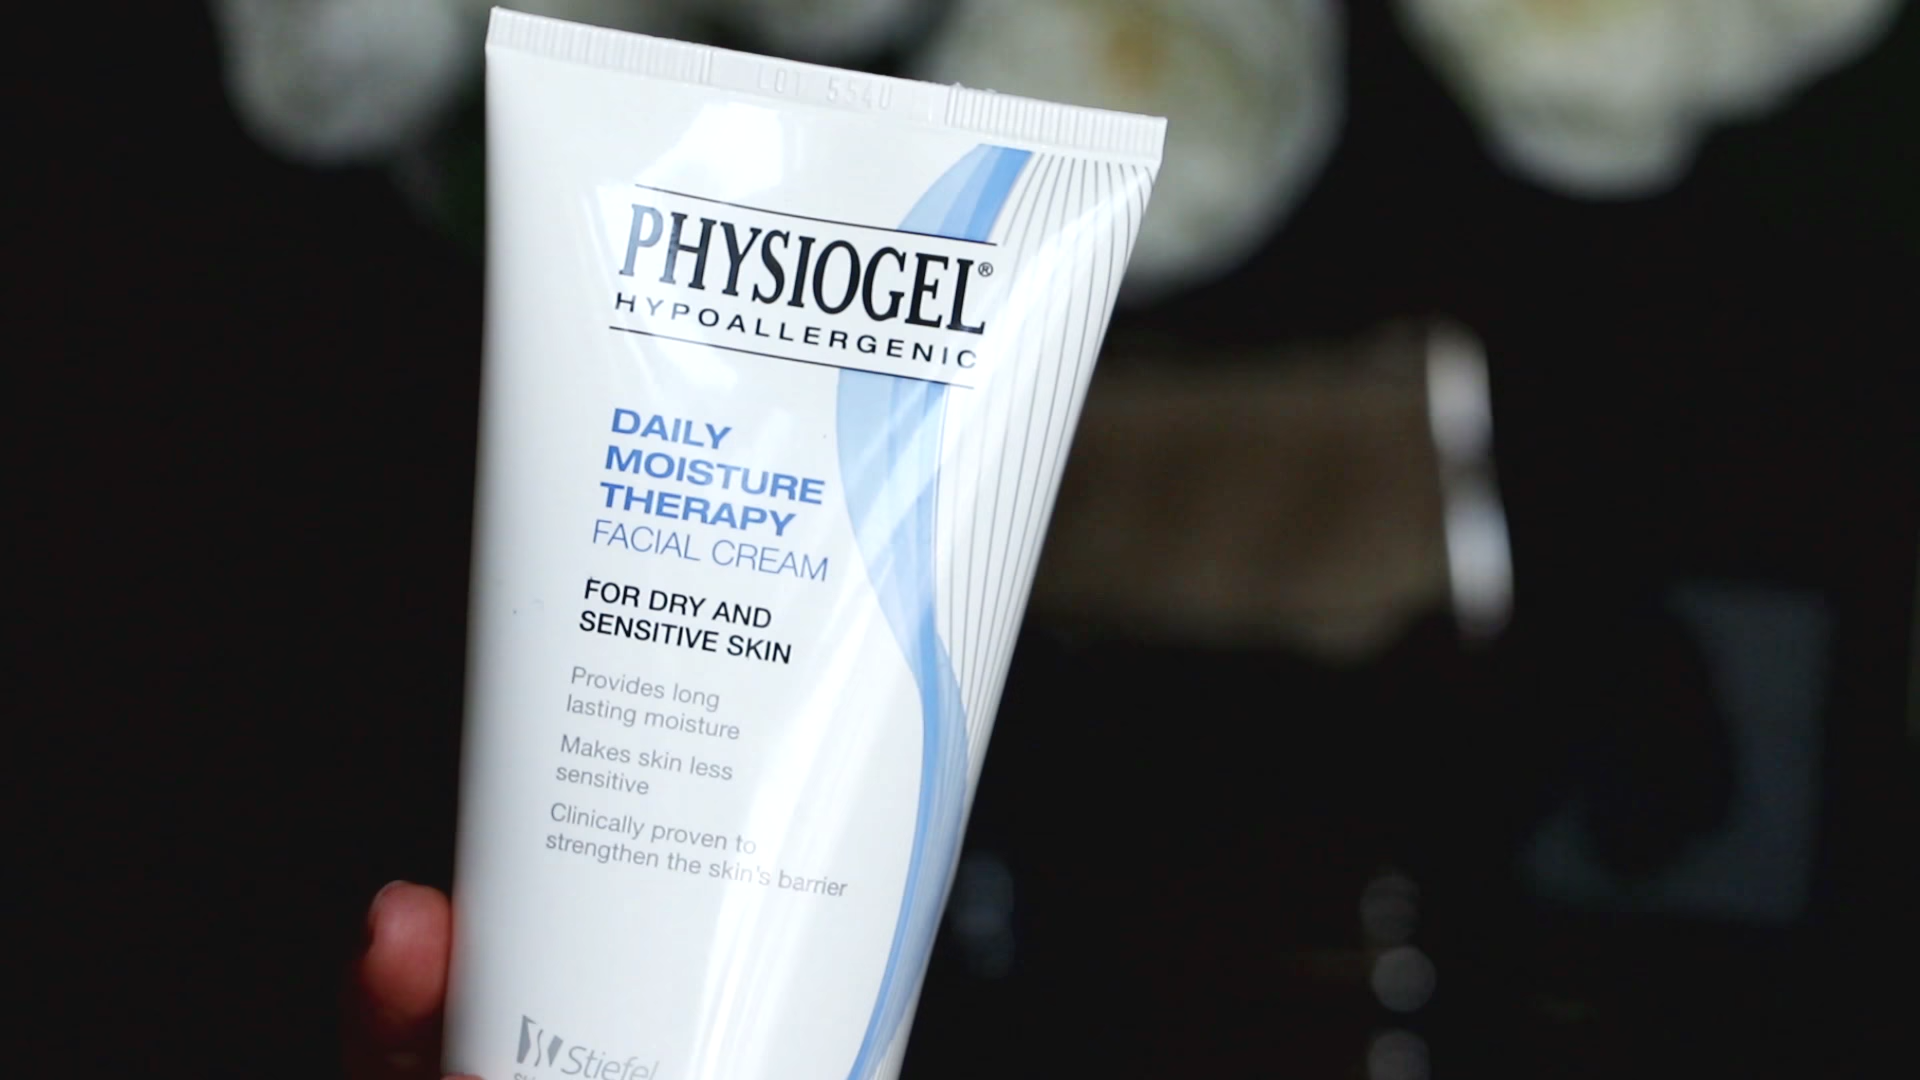 LOT 554U
PHYSIOGEL®
HYPOALLERGENIC
DAILY
MOISTURE
THERAPY
FACIAL CREAM
FOR DRY AND
SENSITIVE SKIN
Provides long
lasting moisture
Makes skin less
sensitive
Clinically proven to
strengthen the skin's barrier
Stiefel